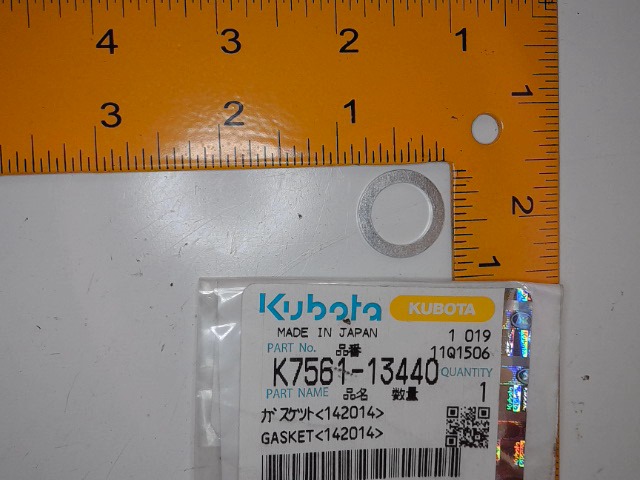 4 3 2 1
3 2 1
1
2
1
Kubota KUBOTA
MADE IN JAPAN 1 019
PART No. 品番 11Q1506
K7561-13440 QUANTITY
PART NAME 品名 数量 1
ガスケット<142014>
GASKET<142014>